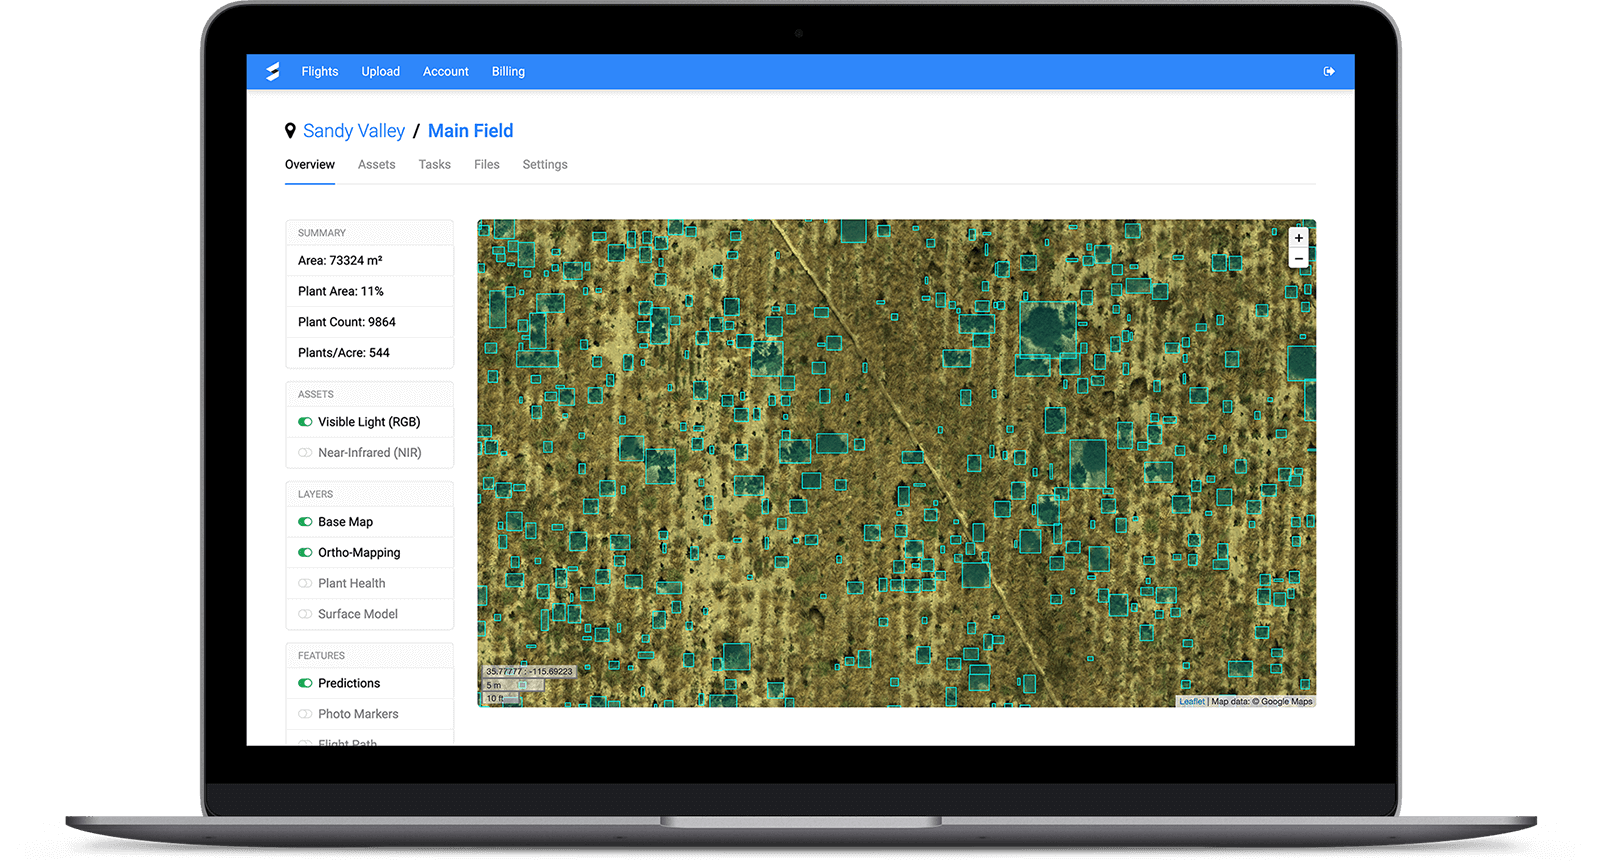 Flights Upload Account Billing
Sandy Valley / Main Field
Overview Assets Tasks Files Settings
SUMMARY
Area: 73324 m²
Plant Area: 11%
Plant Count: 9864
Plants/Acre: 544
ASSETS
Visible Light (RGB)
Near-Infrared (NIR)
LAYERS
Base Map
Ortho-Mapping
Plant Health
Surface Model
FEATURES
Predictions
Photo Markers
Flight Path
+
−
35.77777 : -115.69223
5 m
10 ft
Leaflet | Map data: © Google Maps